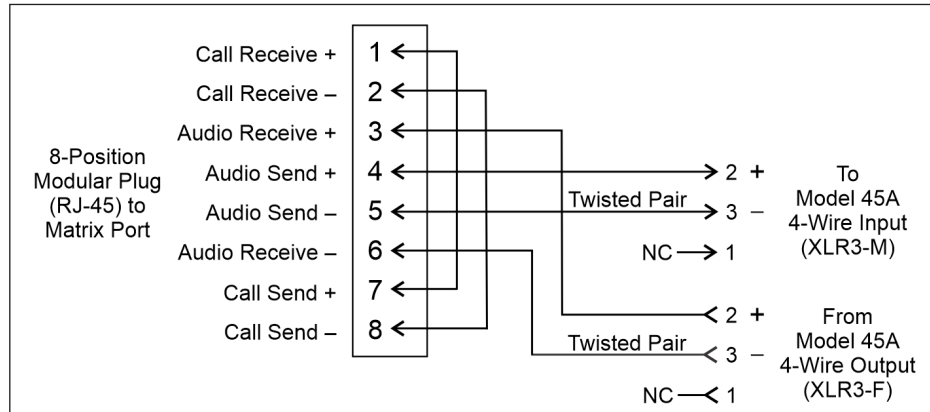 8-Position
Modular Plug
(RJ-45) to
Matrix Port
Call Receive + 1
Call Receive – 2
Audio Receive + 3
Audio Send + 4
Audio Send – 5
Audio Receive – 6
Call Send + 7
Call Send – 8
2 +
Twisted Pair 3 –
NC 1
To
Model 45A
4-Wire Input
(XLR3-M)
2 +
Twisted Pair 3 –
NC 1
From
Model 45A
4-Wire Output
(XLR3-F)